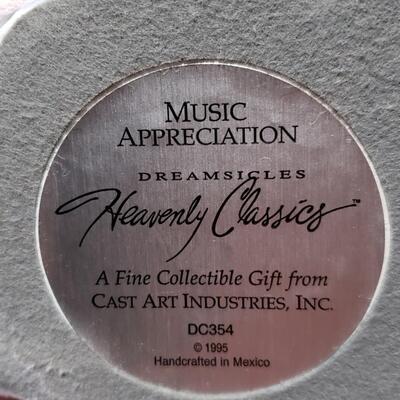 MUSIC
APPRECIATION
DREAMSICLES
Heavenly Classics™
A Fine Collectible Gift from
CAST ART INDUSTRIES, INC.
DC354
© 1995
Handcrafted in Mexico